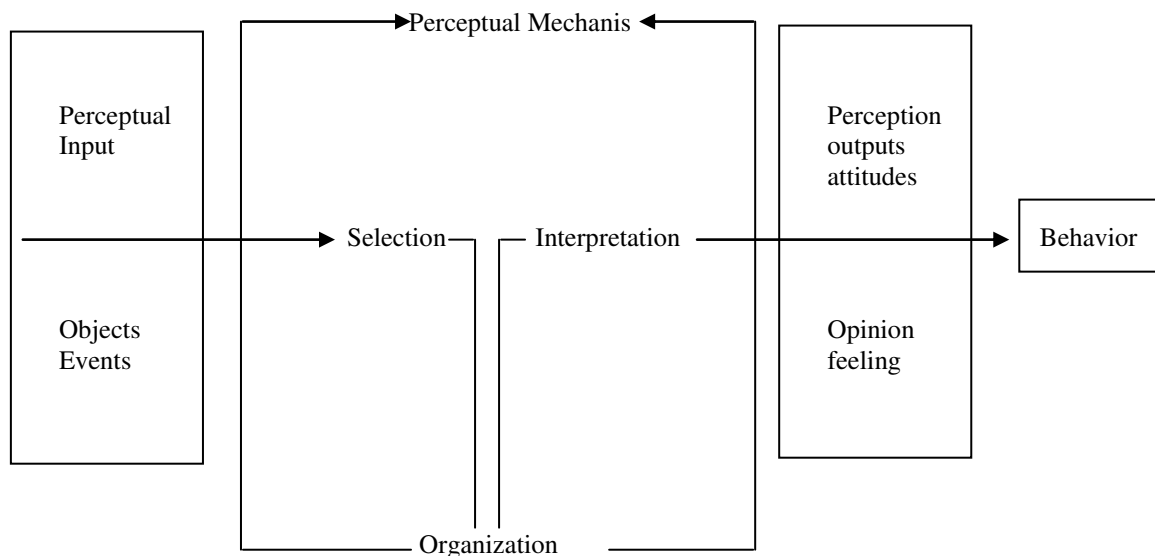 Perceptual Mechanis
Perceptual
Input
Objects
Events
Selection
Interpretation
Organization
Perception
outputs
attitudes
Opinion
feeling
Behavior